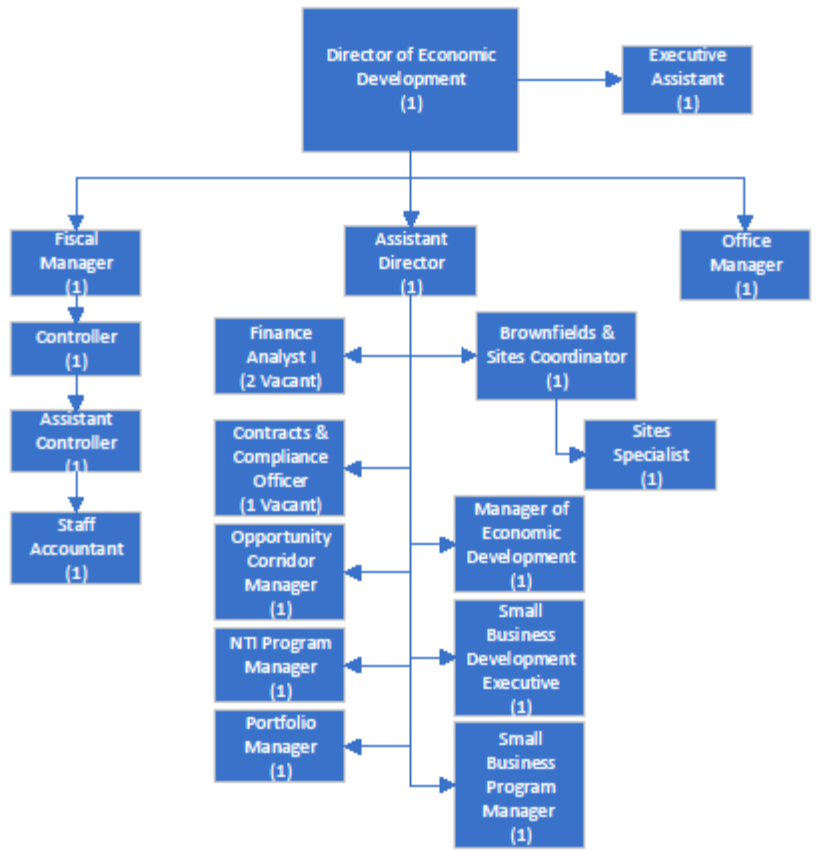 Director of Economic
Development
(1)
Executive
Assistant
(1)
Fiscal
Manager
(1)
Assistant
Director
(1)
Office
Manager
(1)
Controller
(1)
Assistant
Controller
(1)
Staff
Accountant
(1)
Finance
Analyst I
(2 Vacant)
Brownfields &
Sites Coordinator
(1)
Sites
Specialist
(1)
Contracts &
Compliance
Officer
(1 Vacant)
Manager of
Economic
Development
(1)
Opportunity
Corridor
Manager
(1)
Small
Business
Development
Executive
(1)
NTI Program
Manager
(1)
Portfolio
Manager
(1)
Small
Business
Program
Manager
(1)